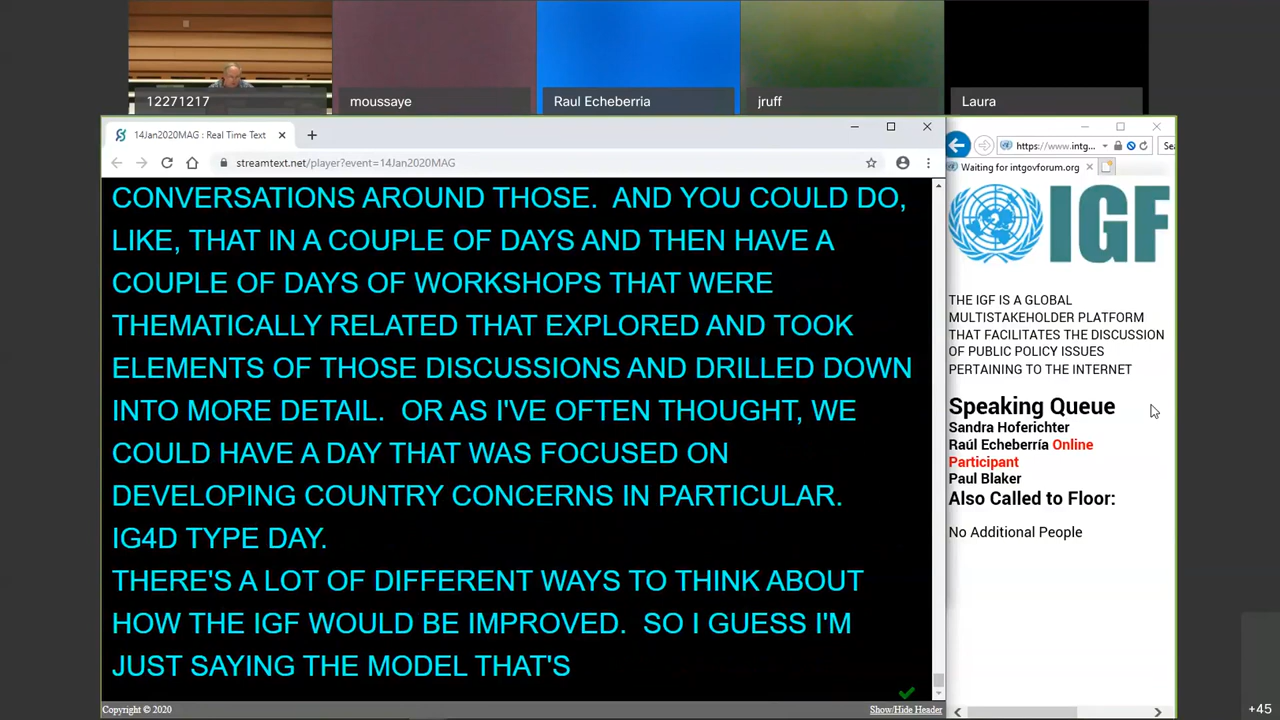 12271217
moussaye
Raul Echeberria
jruff
Laura
14Jan2020MAG : Real Time Text
streamtext.net/player?event=14Jan2020MAG
CONVERSATIONS AROUND THOSE.  AND YOU COULD DO,
LIKE, THAT IN A COUPLE OF DAYS AND THEN HAVE A
COUPLE OF DAYS OF WORKSHOPS THAT WERE
THEMATICALLY RELATED THAT EXPLORED AND TOOK
ELEMENTS OF THOSE DISCUSSIONS AND DRILLED DOWN
INTO MORE DETAIL.  OR AS I'VE OFTEN THOUGHT, WE
COULD HAVE A DAY THAT WAS FOCUSED ON
DEVELOPING COUNTRY CONCERNS IN PARTICULAR.
IG4D TYPE DAY.
THERE'S A LOT OF DIFFERENT WAYS TO THINK ABOUT
HOW THE IGF WOULD BE IMPROVED.  SO I GUESS I'M
JUST SAYING THE MODEL THAT'S
Copyright © 2020
Show/Hide Header
https://www.intg...
Sea
Waiting for intgovforum.org
IGF
THE IGF IS A GLOBAL
MULTISTAKEHOLDER PLATFORM
THAT FACILITATES THE DISCUSSION
OF PUBLIC POLICY ISSUES
PERTAINING TO THE INTERNET
Speaking Queue
Sandra Hoferichter
Raúl Echeberría Online
Participant
Paul Blaker
Also Called to Floor:
No Additional People
+45